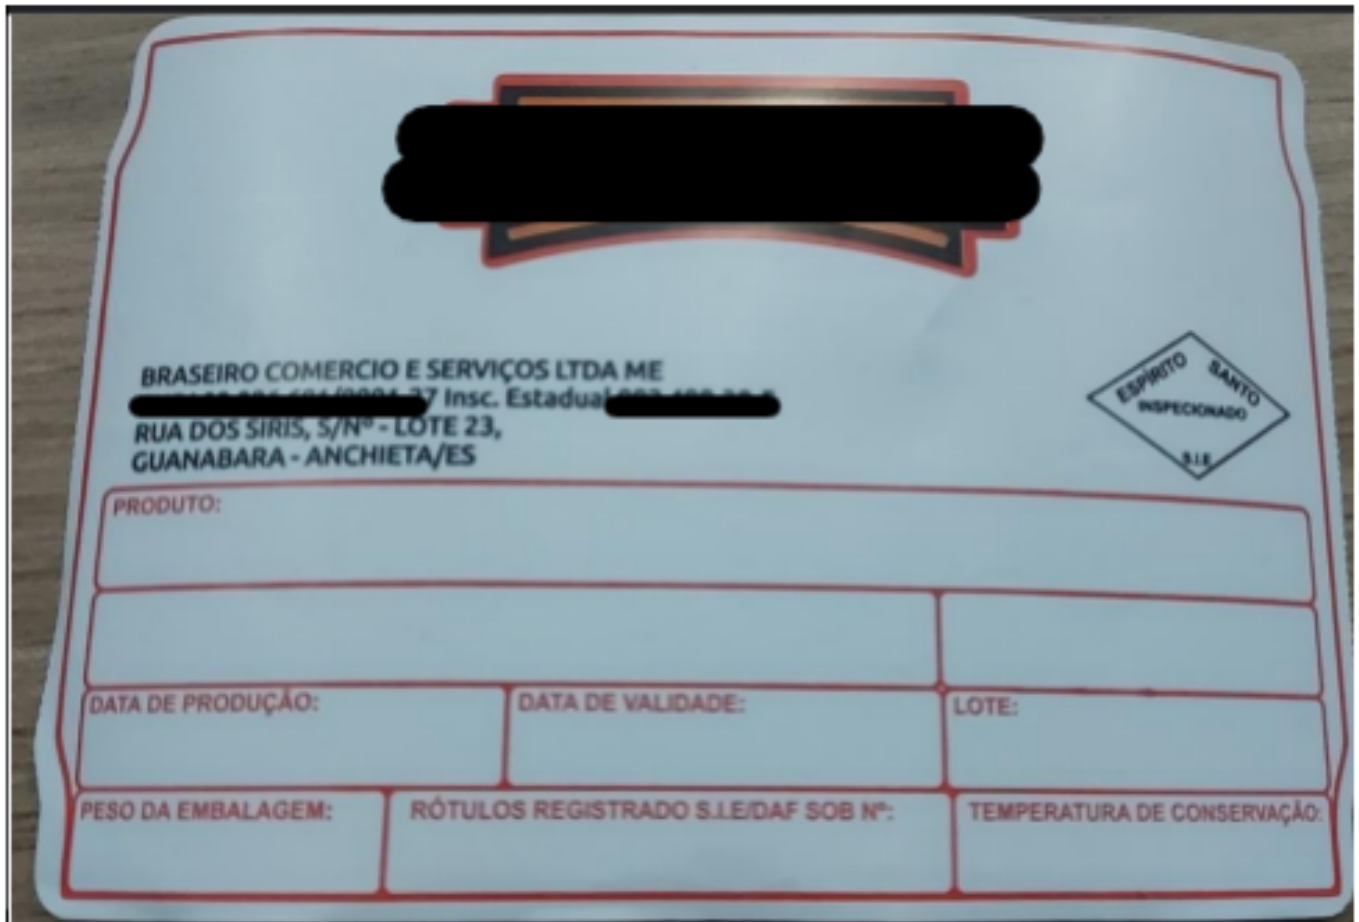 BRASEIRO COMERCIO E SERVIÇOS LTDA ME
Insc. Estadual
RUA DOS SIRIS, S/Nº - LOTE 23,
GUANABARA - ANCHIETA/ES
ESPÍRITO SANTO
INSPECIONADO
S.I.E
PRODUTO:
DATA DE PRODUÇÃO:
DATA DE VALIDADE:
LOTE:
PESO DA EMBALAGEM:
RÓTULOS REGISTRADO S.I.E/DAF SOB Nº:
TEMPERATURA DE CONSERVAÇÃO: